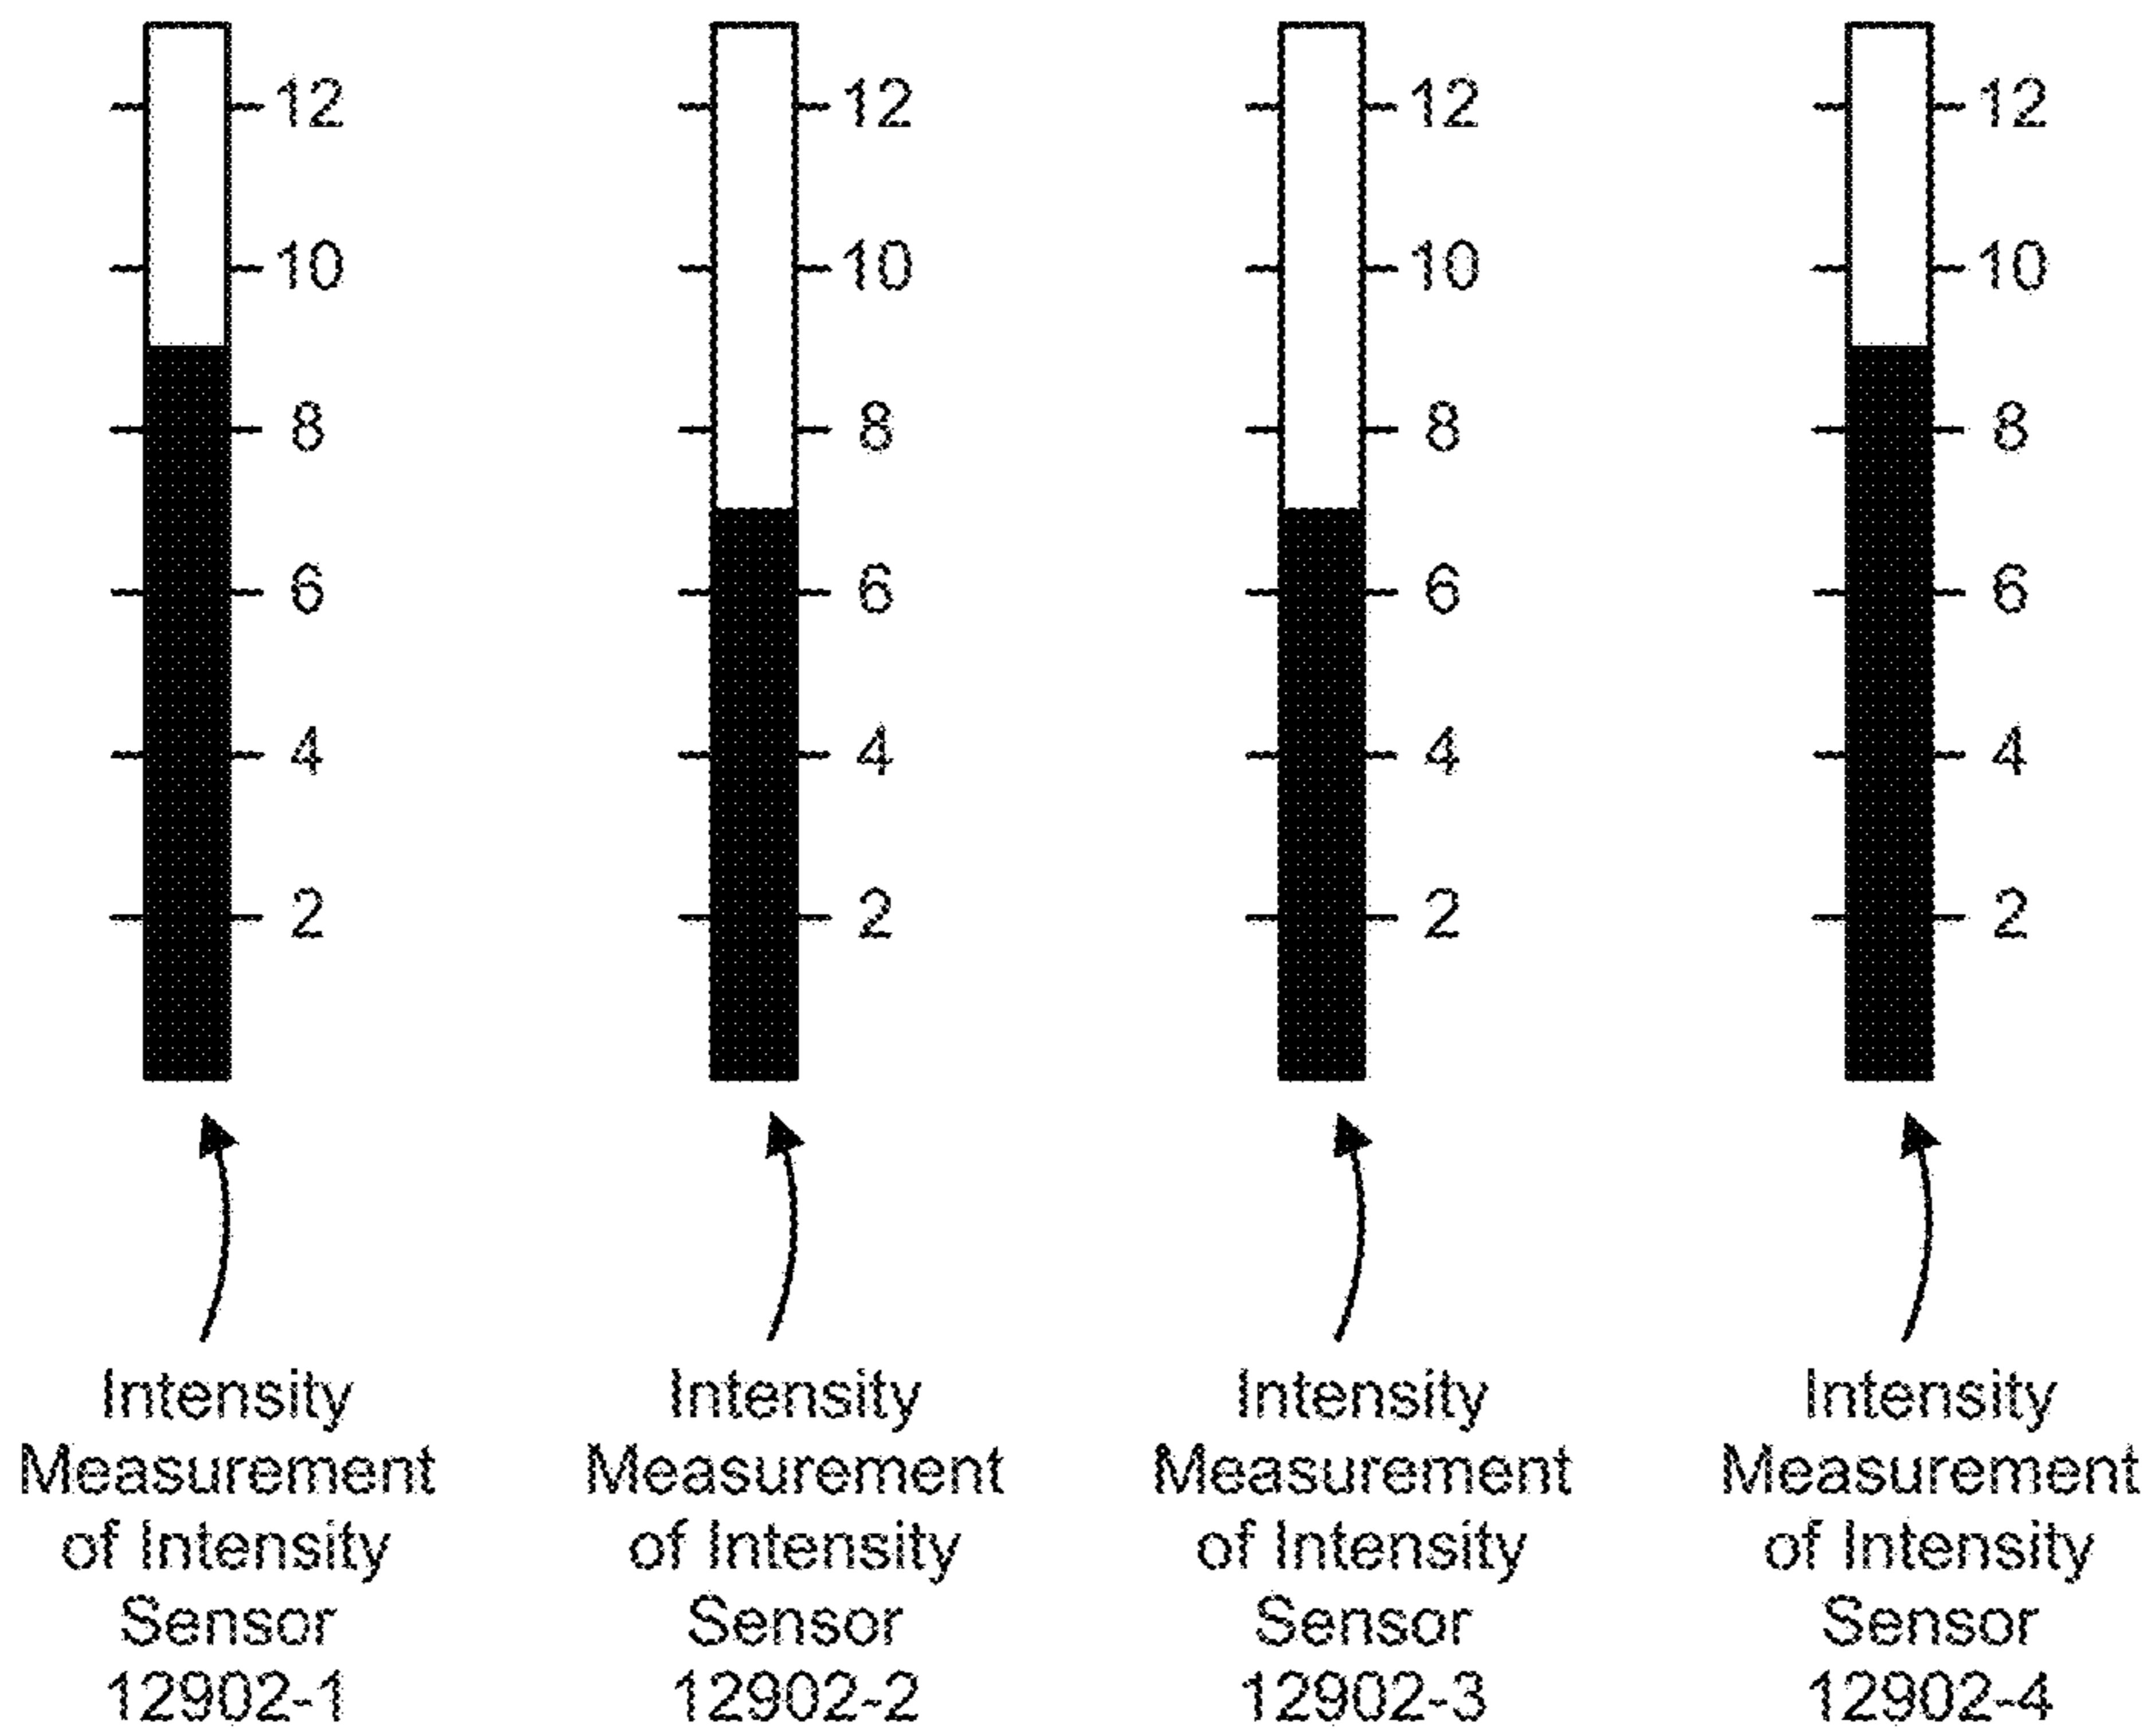 12 12 12 12
10 10 10 10
8 8 8 8
6 6 6 6
4 4 4 4
2 2 2 2
Intensity
Measurement
of Intensity
Sensor
12902-1
Intensity
Measurement
of Intensity
Sensor
12902-2
Intensity
Measurement
of Intensity
Sensor
12902-3
Intensity
Measurement
of Intensity
Sensor
12902-4